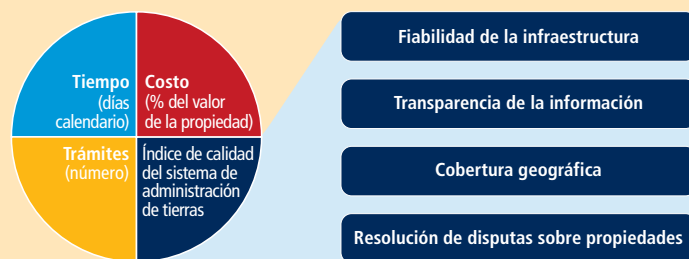 Tiempo
(días
calendario)
Costo
(% del valor
de la propiedad)
Trámites
(número)
Índice de calidad
del sistema de
administración
de tierras
Fiabilidad de la infraestructura
Transparencia de la información
Cobertura geográfica
Resolución de disputas sobre propiedades